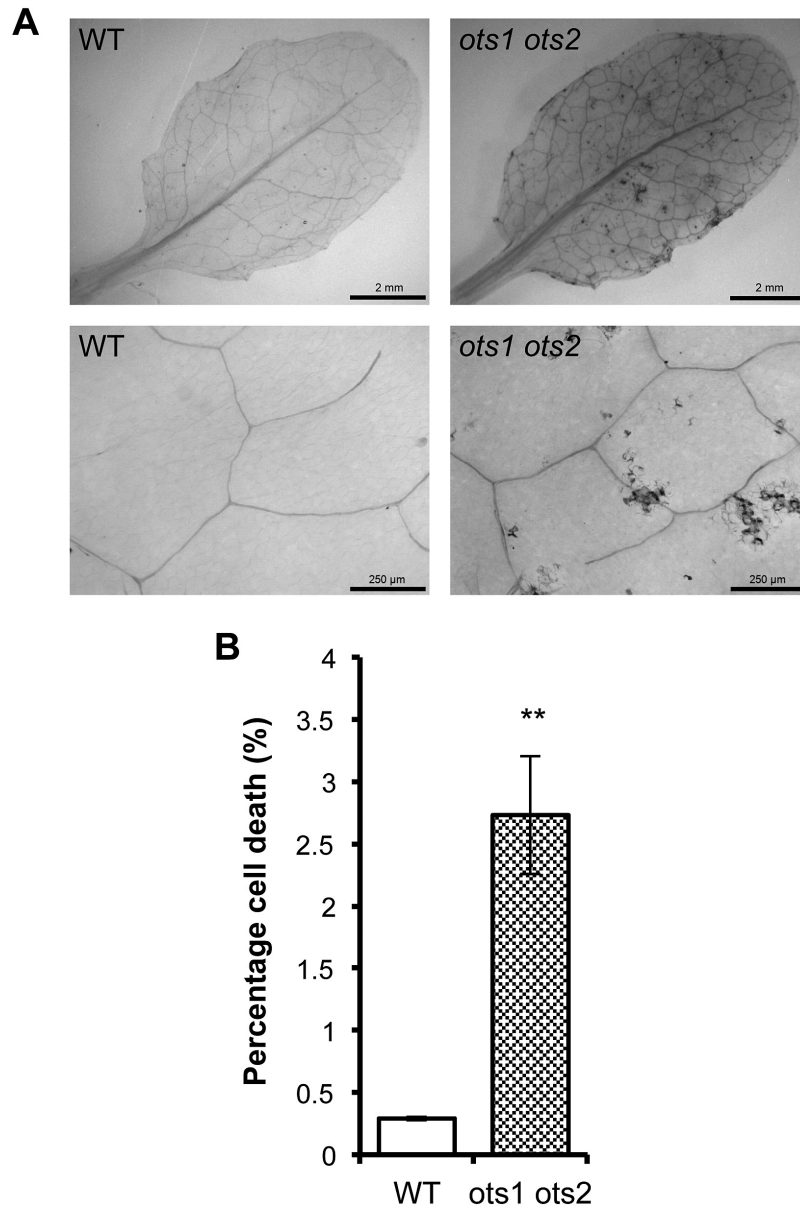 A
WT
ots1 ots2
2 mm
2 mm
WT
ots1 ots2
250 µm
250 µm
B
Percentage cell death (%)
4
3.5
3
2.5
2
1.5
1
0.5
0
**
WT
ots1 ots2